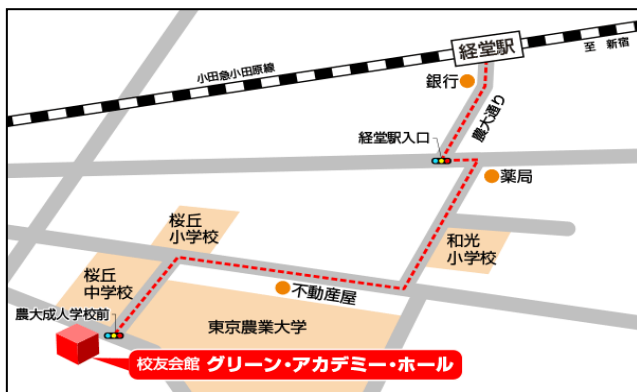 経堂駅
至 新宿
小田急小田原線
銀行
農大通り
経堂駅入口
薬局
桜丘
小学校
和光
小学校
桜丘
中学校
不動産屋
農大成人学校前
東京農業大学
校友会館 グリーン・アカデミー・ホール